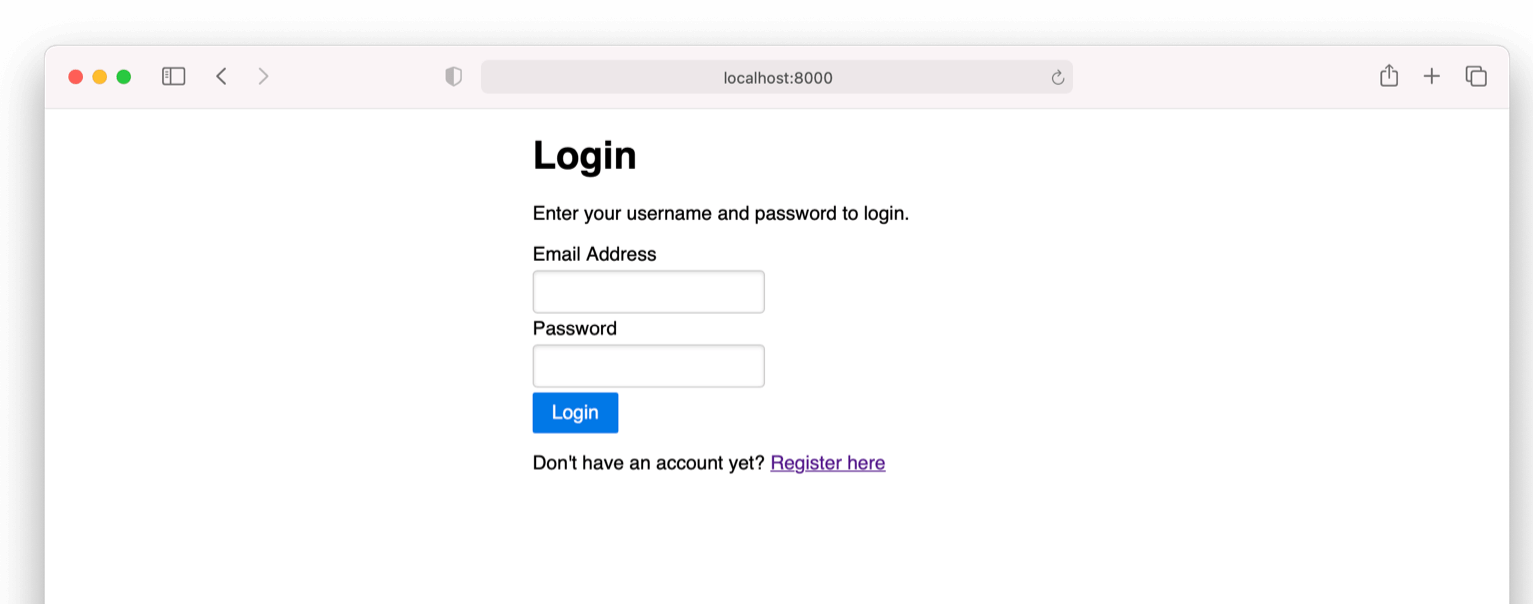 localhost:8000
Login
Enter your username and password to login.
Email Address
Password
Login
Don't have an account yet? Register here